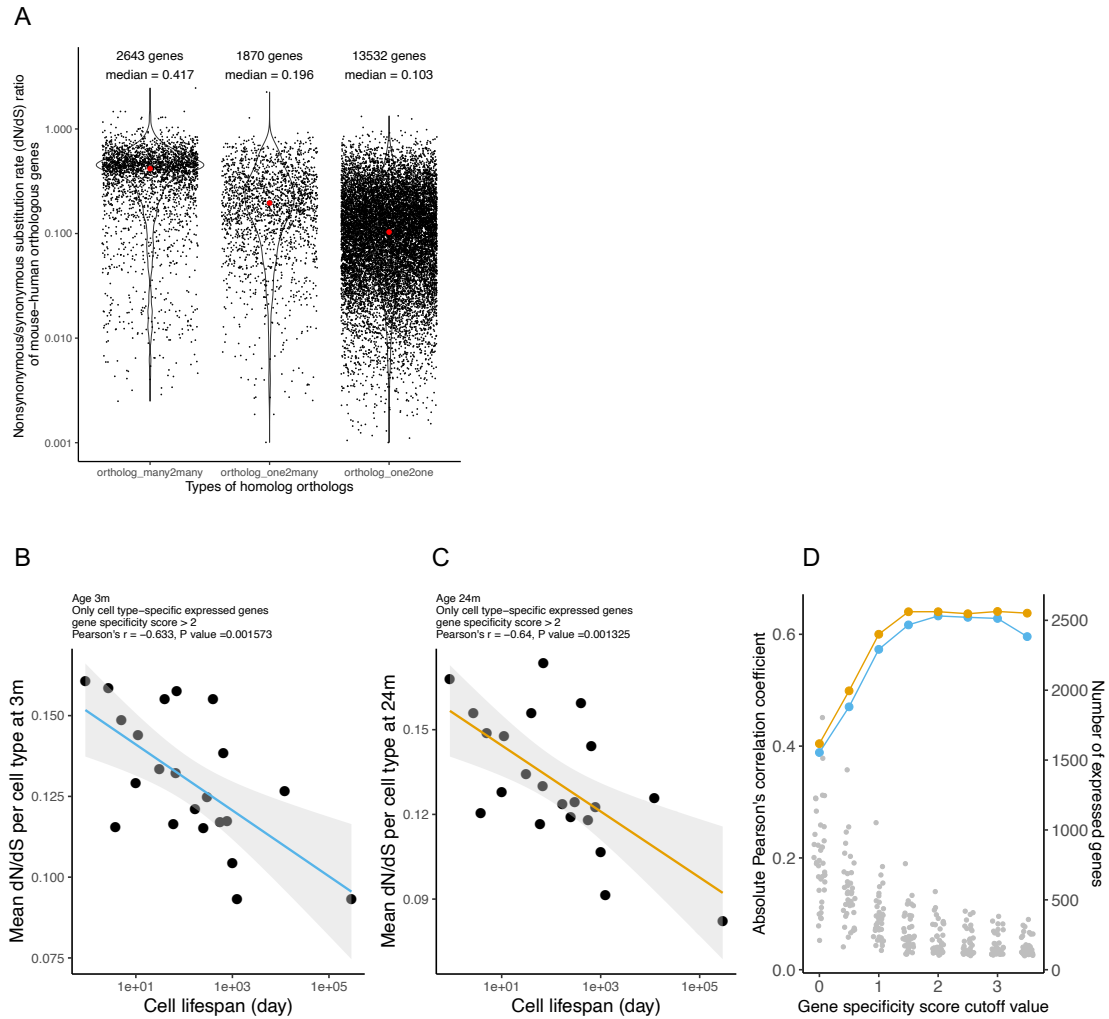 A
2643 genes
median = 0.417
1870 genes
median = 0.196
13532 genes
median = 0.103
Nonsynonymous/synonymous substitution rate (dN/dS) ratio
of mouse−human orthologous genes
1.000
0.100
0.010
0.001
ortholog_many2many
ortholog_one2many
ortholog_one2one
Types of homolog orthologs
B
Age 3m
Only cell type−specific expressed genes
gene specificity score > 2
Pearson's r = −0.633, P value =0.001573
Mean dN/dS per cell type at 3m
0.150
0.125
0.100
0.075
1e+01
1e+03
1e+05
Cell lifespan (day)
C
Age 24m
Only cell type−specific expressed genes
gene specificity score > 2
Pearson's r = −0.64, P value =0.001325
Mean dN/dS per cell type at 24m
0.15
0.12
0.09
1e+01
1e+03
1e+05
Cell lifespan (day)
D
Absolute Pearson's correlation coefficient
0.6
0.4
0.2
0.0
2500
2000
1500
1000
500
0
Number of expressed
genes
0
1
2
3
Gene specificity score cutoff value